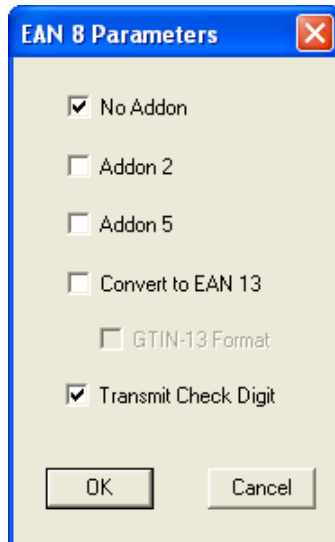 EAN 8 Parameters
No Addon
Addon 2
Addon 5
Convert to EAN 13
GTIN-13 Format
Transmit Check Digit
OK Cancel